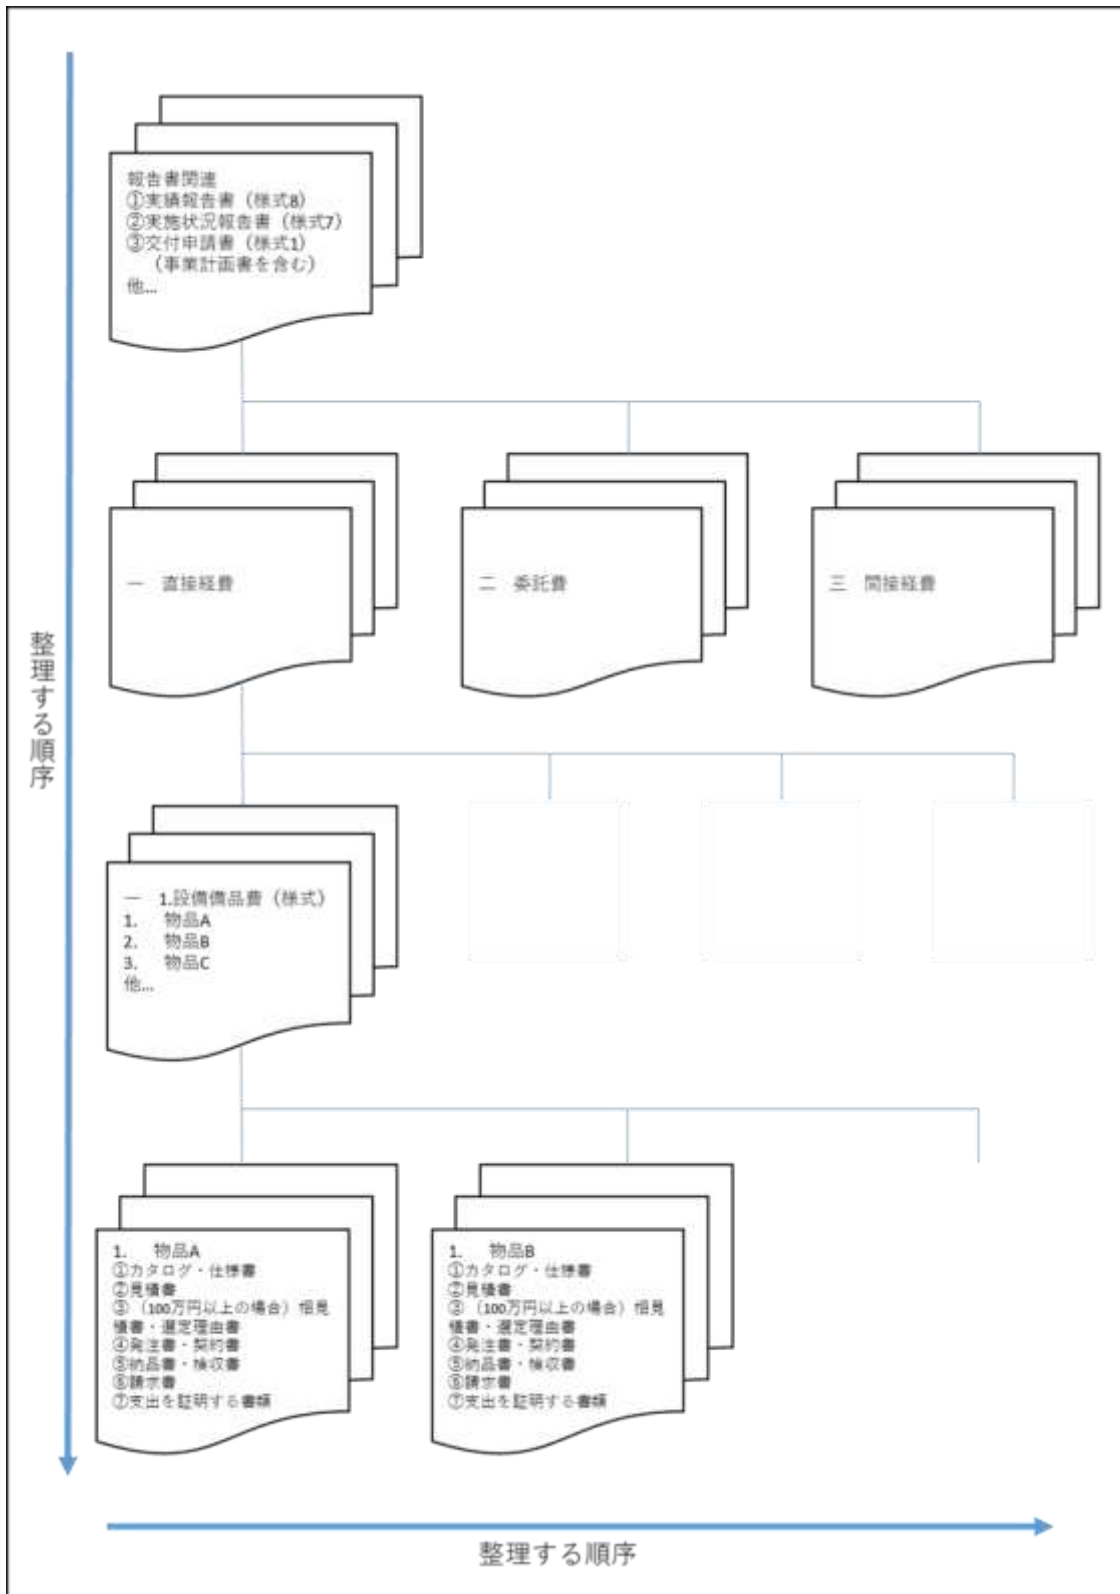 報告書関連
①実績報告書（様式8）
②実施状況報告書（様式7）
③交付申請書（様式1）
（事業計画書を含む）
他…
一　直接経費
二　委託費
三　間接経費
整理する順序
一　1.設備備品費（様式）
1.　物品A
2.　物品B
3.　物品C
他…
1.　物品A
①カタログ・仕様書
②見積書
③（100万円以上の場合）相見
積書・選定理由書
④発注書・契約書
⑤納品書・検収書
⑥請求書
⑦支出を証明する書類
1.　物品B
①カタログ・仕様書
②見積書
③（100万円以上の場合）相見
積書・選定理由書
④発注書・契約書
⑤納品書・検収書
⑥請求書
⑦支出を証明する書類
整理する順序